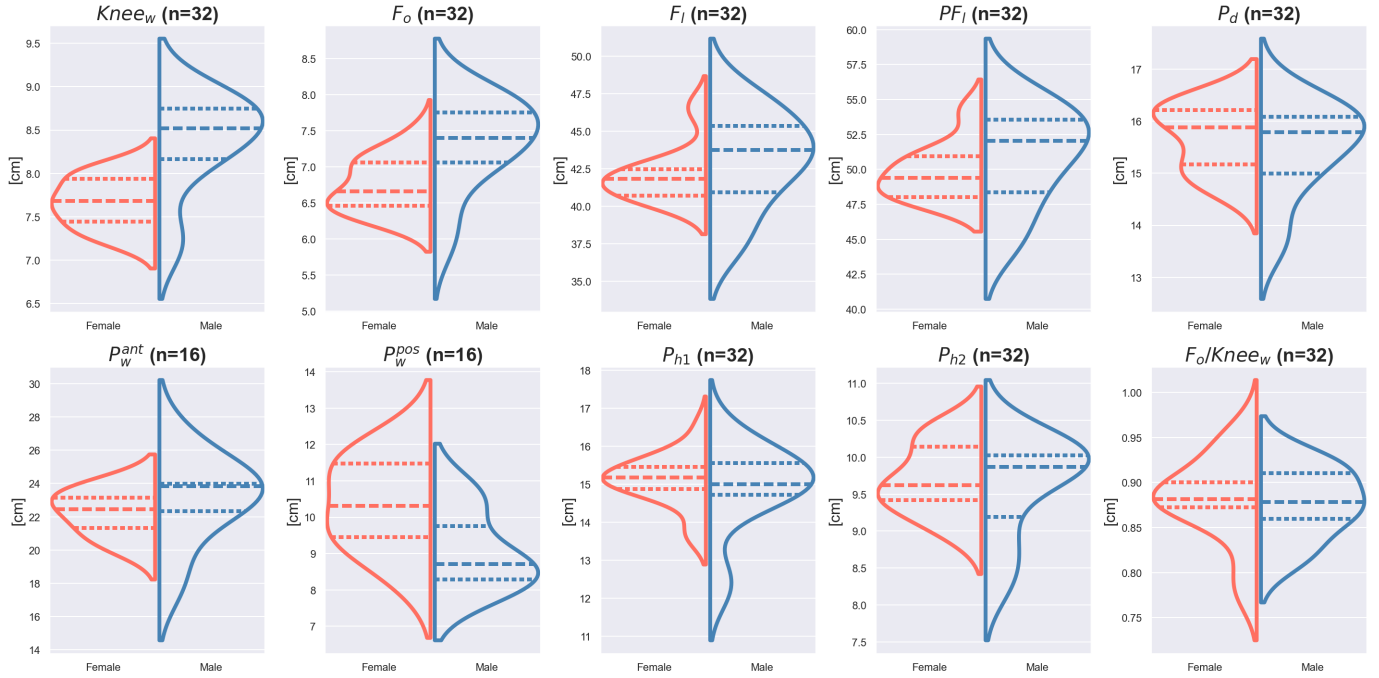 Knee_w (n=32)
F_o (n=32)
F_l (n=32)
PF_l (n=32)
P_d (n=32)
[cm]
9.5
9.0
8.5
8.0
7.5
7.0
6.5
Female
Male
[cm]
8.5
8.0
7.5
7.0
6.5
6.0
5.5
5.0
Female
Male
[cm]
50.0
47.5
45.0
42.5
40.0
37.5
35.0
Female
Male
[cm]
60.0
57.5
55.0
52.5
50.0
47.5
45.0
42.5
40.0
Female
Male
[cm]
17
16
15
14
13
Female
Male
P_w^ant (n=16)
P_w^pos (n=16)
P_h1 (n=32)
P_h2 (n=32)
F_o/Knee_w (n=32)
[cm]
30
28
26
24
22
20
18
16
14
Female
Male
[cm]
14
13
12
11
10
9
8
7
Female
Male
[cm]
18
17
16
15
14
13
12
11
Female
Male
[cm]
11.0
10.5
10.0
9.5
9.0
8.5
8.0
7.5
Female
Male
[cm]
1.00
0.95
0.90
0.85
0.80
0.75
Female
Male